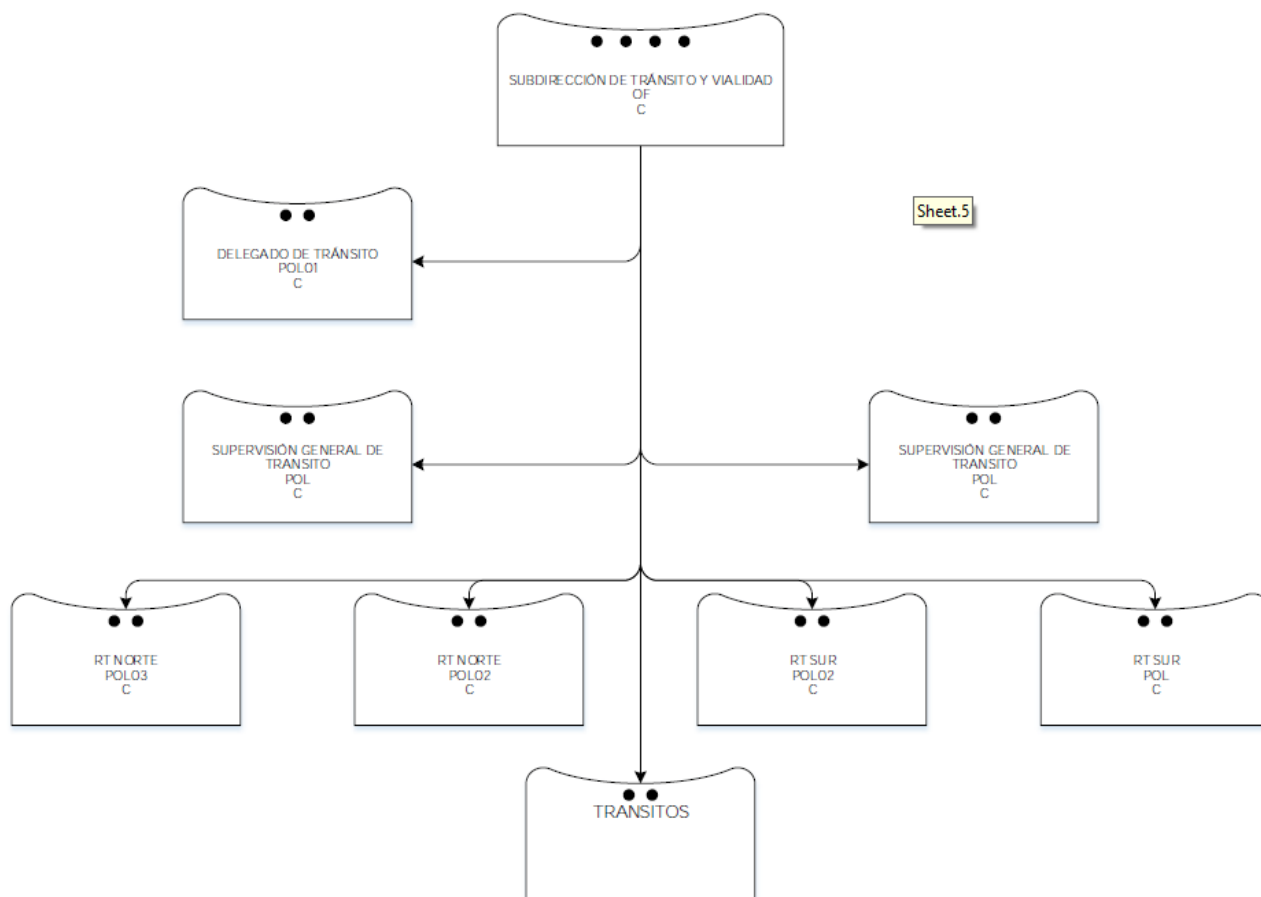 SUBDIRECCIÓN DE TRÁNSITO Y VIALIDAD
OF
C
Sheet.5
DELEGADO DE TRÁNSITO
POL01
C
SUPERVISIÓN GENERAL DE
TRANSITO
POL
C
SUPERVISIÓN GENERAL DE
TRANSITO
POL
C
RT NORTE
POL03
C
RT NORTE
POL02
C
RT SUR
POL02
C
RT SUR
POL
C
TRANSITOS